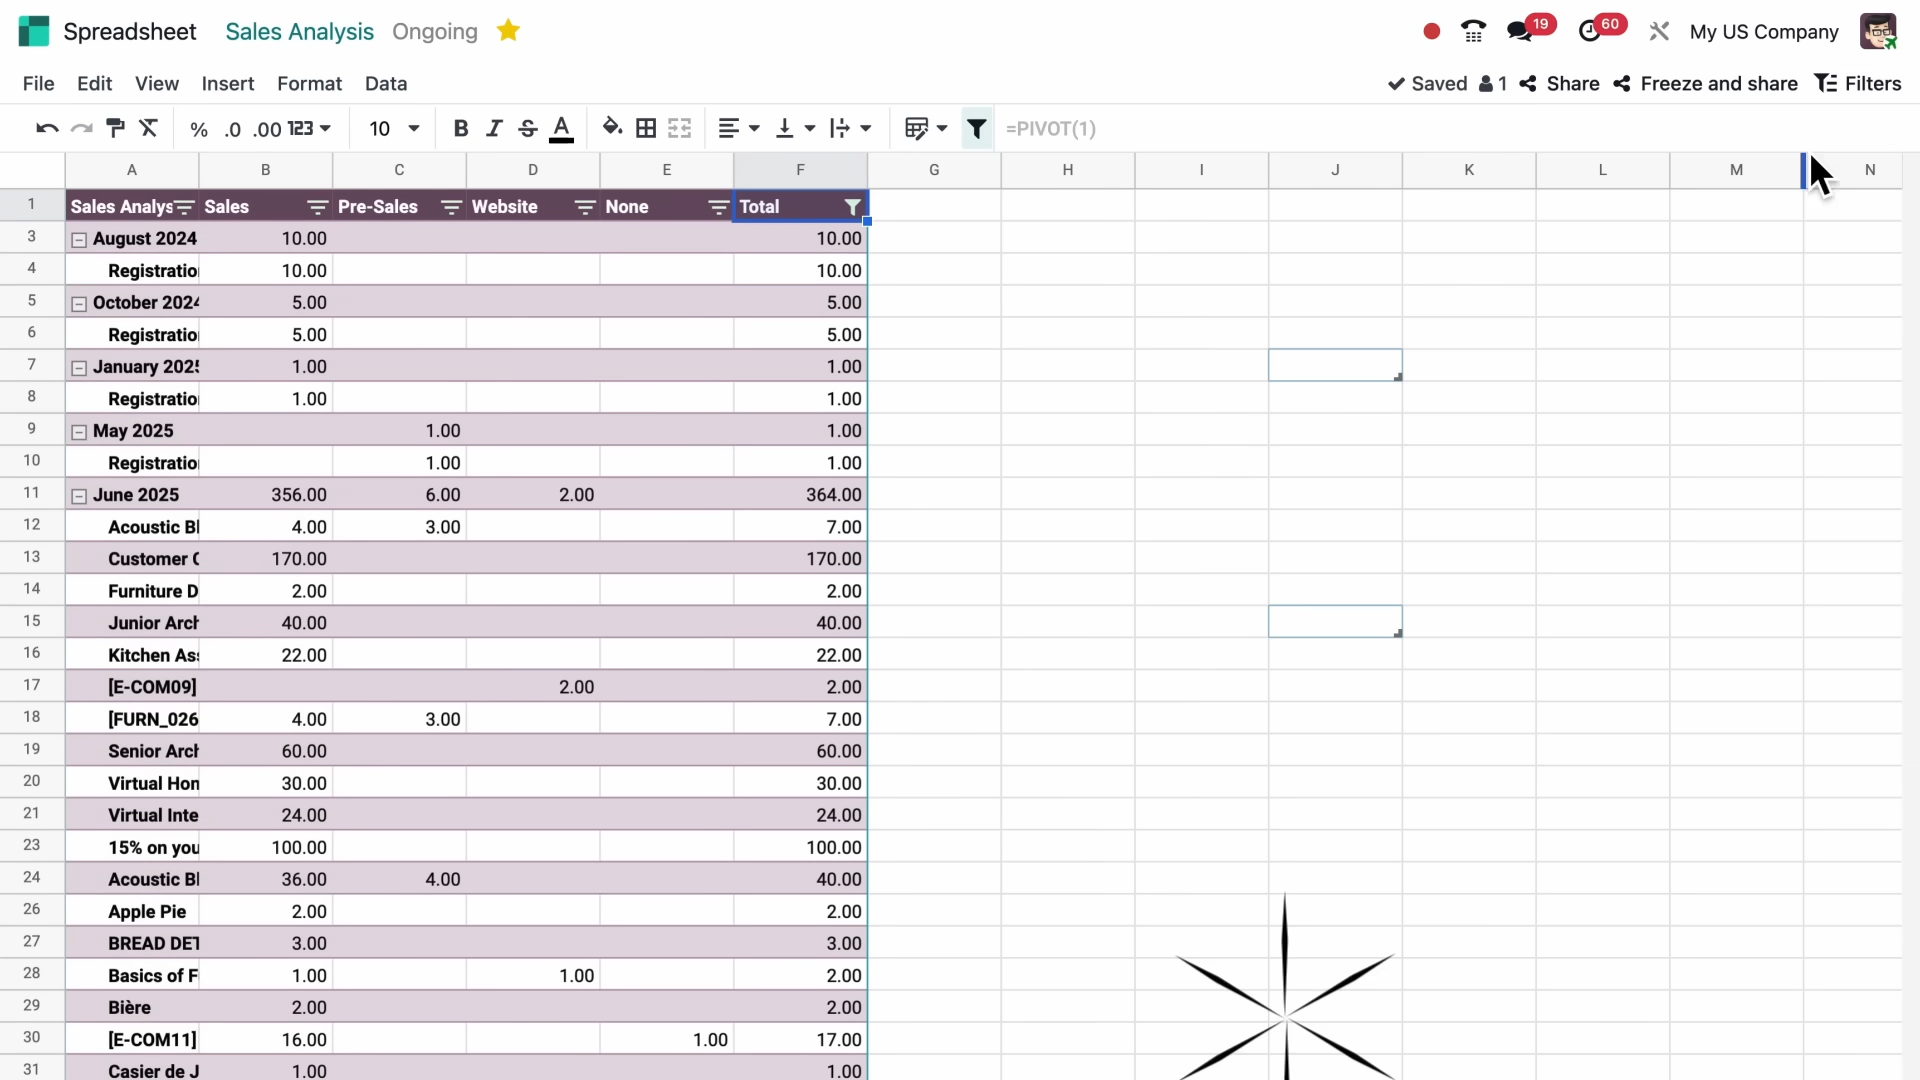 Spreadsheet Sales Analysis Ongoing 19 60 My US Company
File Edit View Insert Format Data Saved 1 Share Freeze and share Filters
% .0 .00 123 10 B I S A =PIVOT(1)
A B C D E F G H I J K L M N
1 Sales Analys Sales Pre-Sales Website None Total
3 August 2024 10.00 10.00
4 Registratio 10.00 10.00
5 October 2024 5.00 5.00
6 Registratio 5.00 5.00
7 January 2025 1.00 1.00
8 Registratio 1.00 1.00
9 May 2025 1.00 1.00
10 Registratio 1.00 1.00
11 June 2025 356.00 6.00 2.00 364.00
12 Acoustic Bl 4.00 3.00 7.00
13 Customer C 170.00 170.00
14 Furniture D 2.00 2.00
15 Junior Arch 40.00 40.00
16 Kitchen Ass 22.00 22.00
17 [E-COM09] 2.00 2.00
18 [FURN_026 4.00 3.00 7.00
19 Senior Arch 60.00 60.00
20 Virtual Hom 30.00 30.00
21 Virtual Inte 24.00 24.00
23 15% on you 100.00 100.00
24 Acoustic Bl 36.00 4.00 40.00
26 Apple Pie 2.00 2.00
27 BREAD DET 3.00 3.00
28 Basics of F 1.00 1.00 2.00
29 Bière 2.00 2.00
30 [E-COM11] 16.00 1.00 17.00
31 Casier de J 1.00 1.00